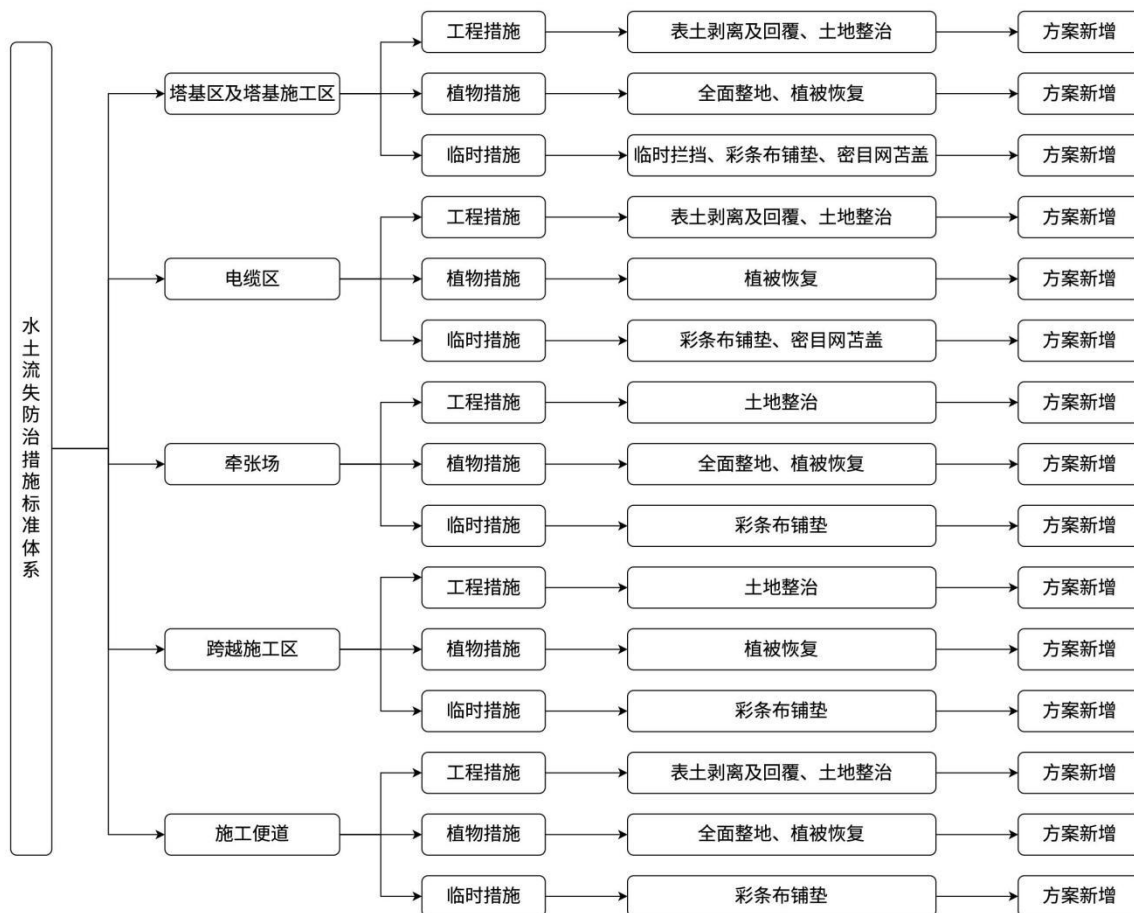 水土流失防治措施标准体系
塔基区及塔基施工区
工程措施
表土剥离及回覆、土地整治
方案新增
植物措施
全面整地、植被恢复
方案新增
临时措施
临时拦挡、彩条布铺垫、密目网苫盖
方案新增
电缆区
工程措施
表土剥离及回覆、土地整治
方案新增
植物措施
植被恢复
方案新增
临时措施
彩条布铺垫、密目网苫盖
方案新增
牵张场
工程措施
土地整治
方案新增
植物措施
全面整地、植被恢复
方案新增
临时措施
彩条布铺垫
方案新增
跨越施工区
工程措施
土地整治
方案新增
植物措施
植被恢复
方案新增
临时措施
彩条布铺垫
方案新增
施工便道
工程措施
表土剥离及回覆、土地整治
方案新增
植物措施
全面整地、植被恢复
方案新增
临时措施
彩条布铺垫
方案新增